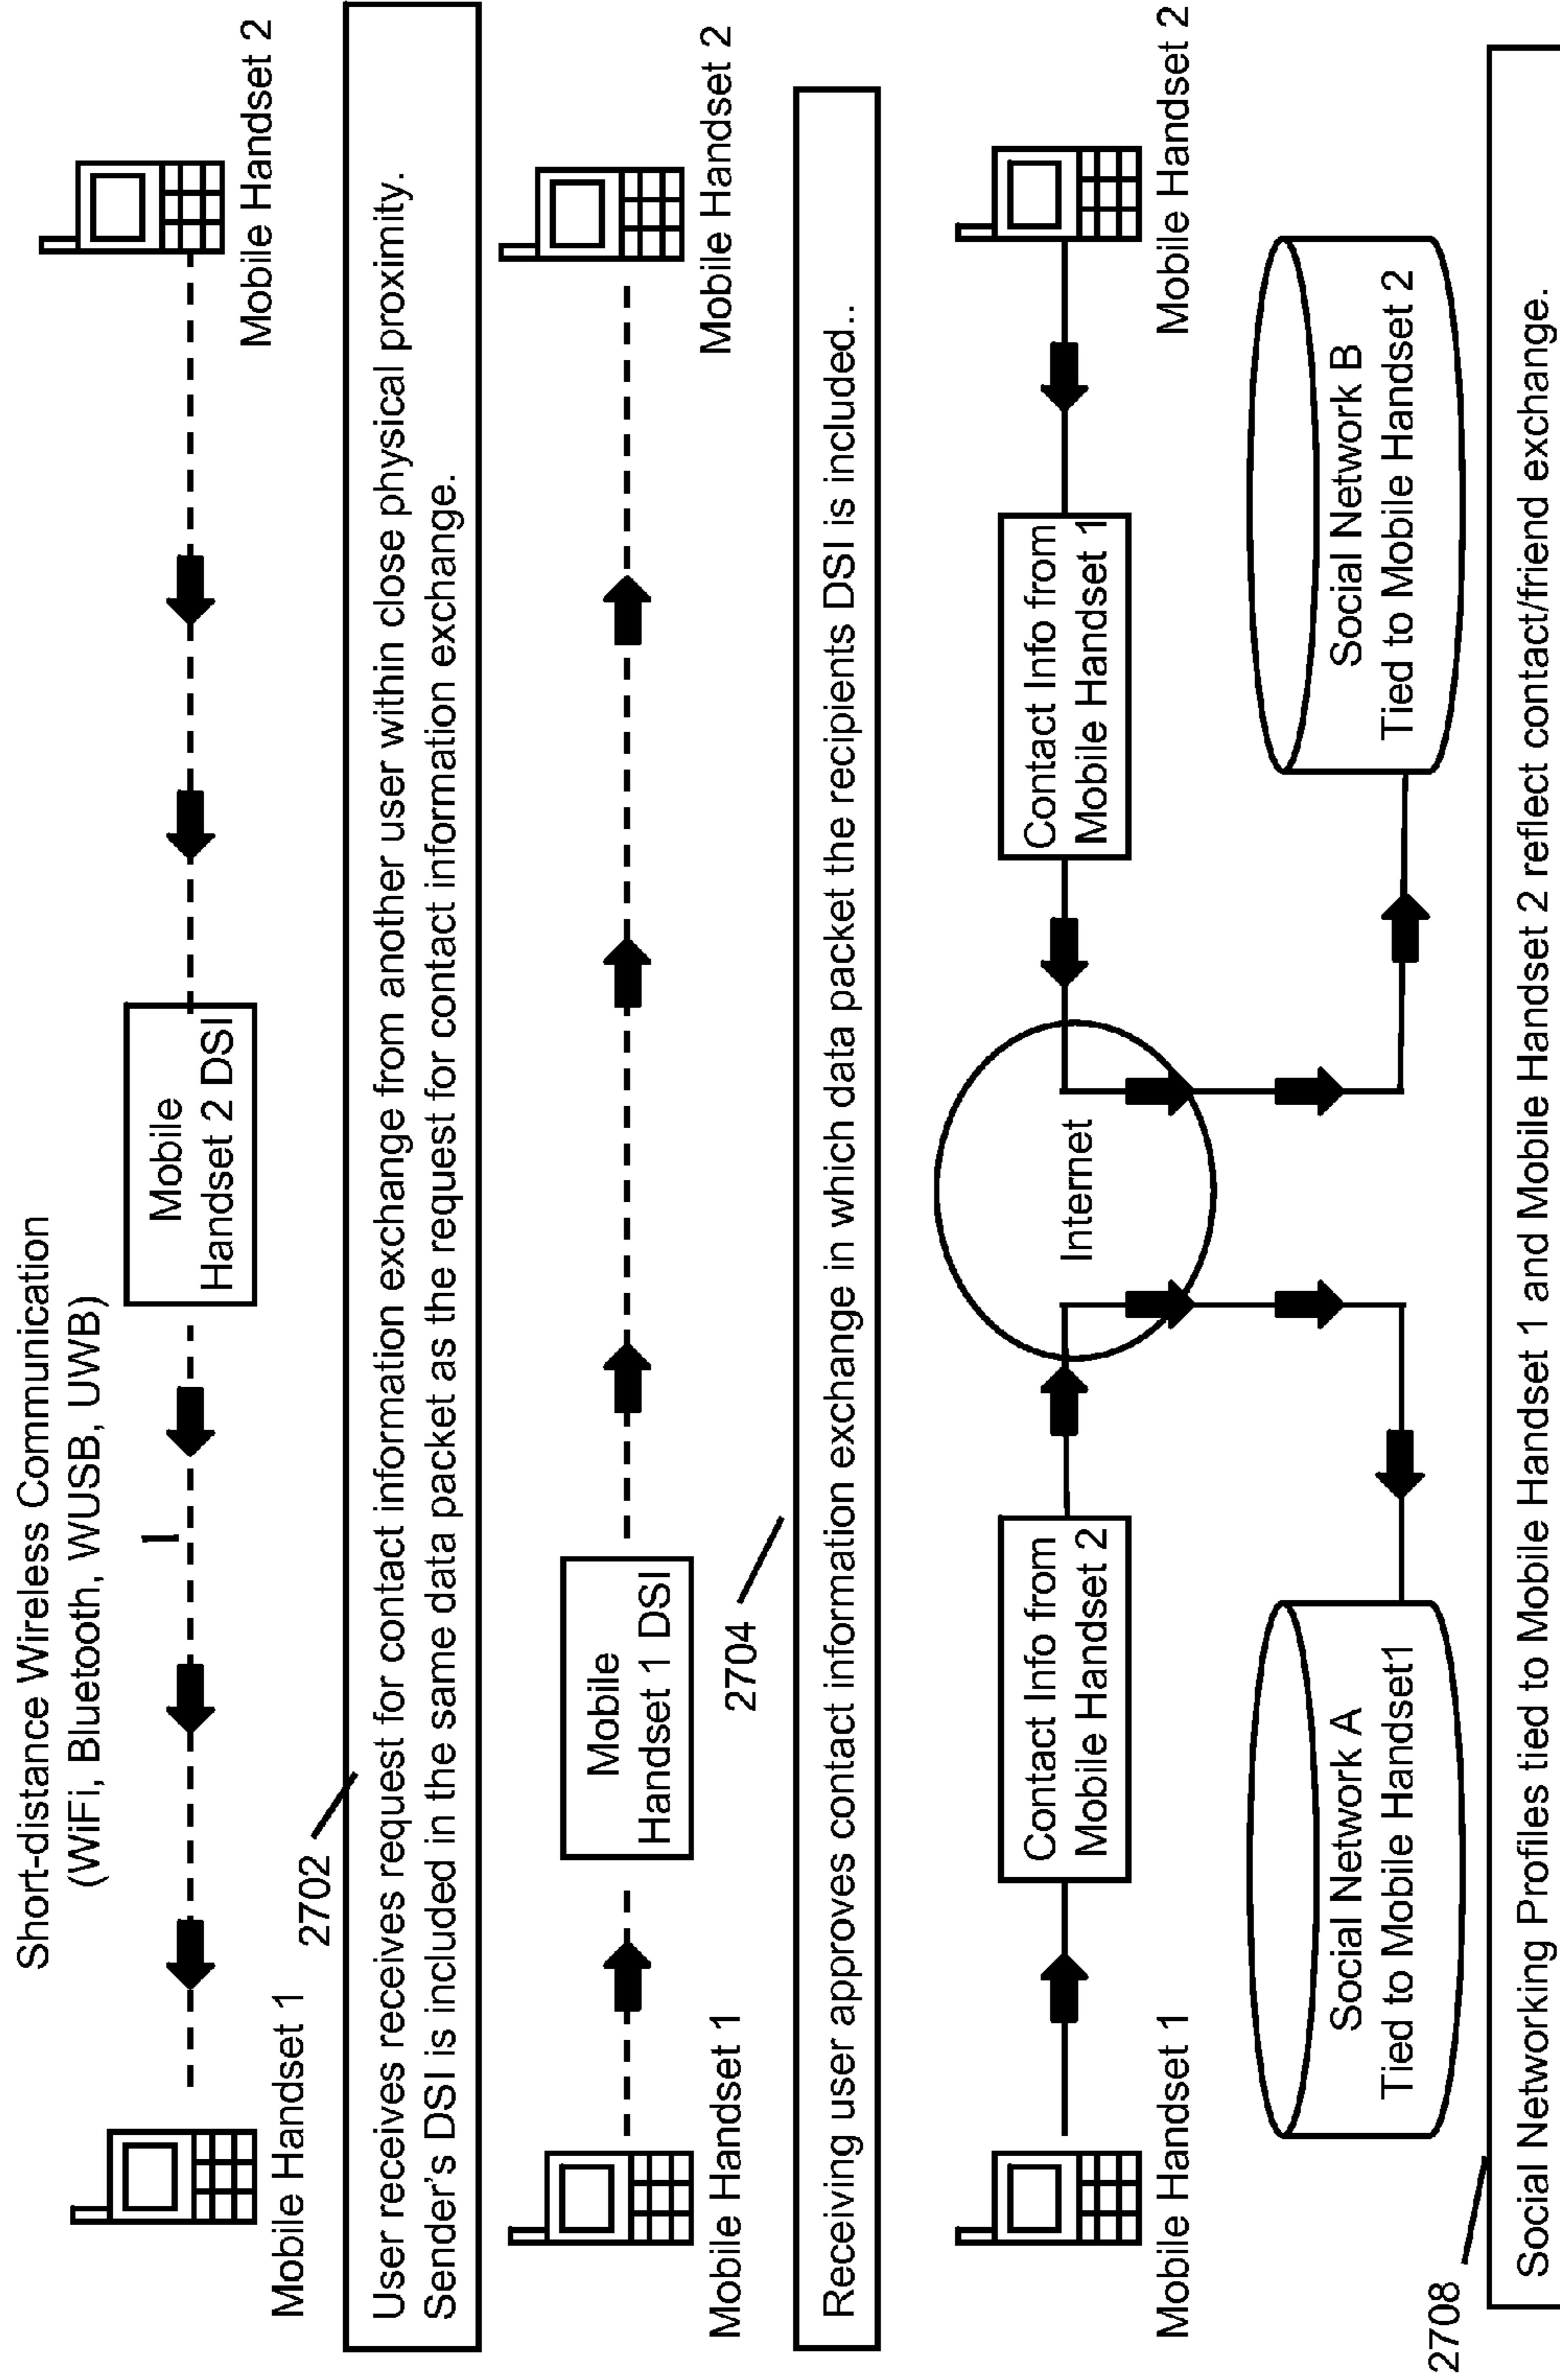 Short-distance Wireless Communication
(WiFi, Bluetooth, WUSB, UWB)
Mobile
Handset 2 DSI
Mobile Handset 1
Mobile Handset 2
2702
User receives receives request for contact information exchange from another user within close physical proximity.
Sender's DSI is included in the same data packet as the request for contact information exchange.
Mobile
Handset 1 DSI
Mobile Handset 1
Mobile Handset 2
2704
Receiving user approves contact information exchange in which data packet the recipients DSI is included..
Contact Info from
Mobile Handset 2
Internet
Contact Info from
Mobile Handset 1
Mobile Handset 1
Mobile Handset 2
Social Network A
Tied to Mobile Handset1
Social Network B
Tied to Mobile Handset 2
2708
Social Networking Profiles tied to Mobile Handset 1 and Mobile Handset 2 reflect contact/friend exchange.